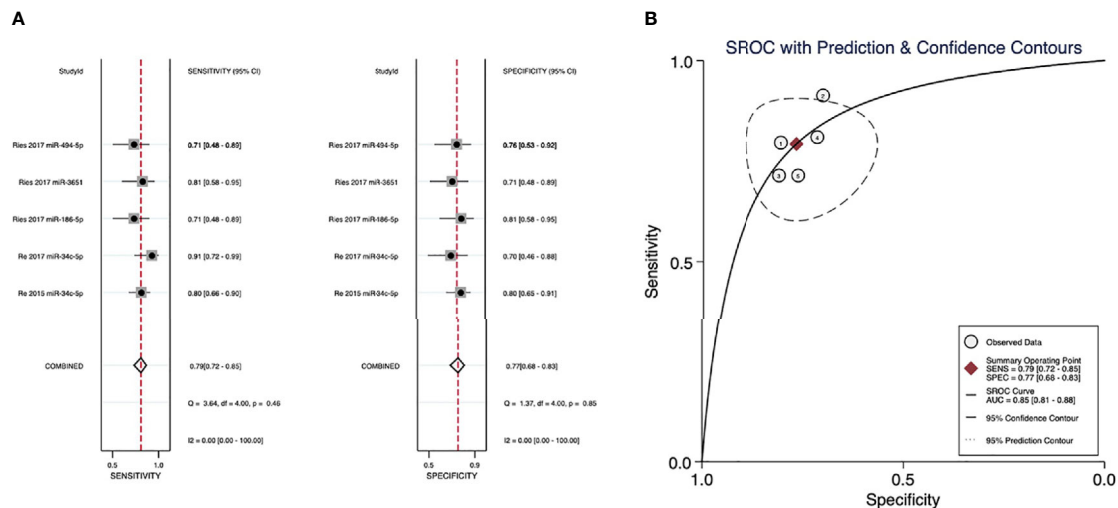 A
StudyId
SENSITIVITY (95% CI)
Ries 2017 miR-494-5p
0.71 [0.48 - 0.89]
Ries 2017 miR-3651
0.81 [0.58 - 0.95]
Ries 2017 miR-186-5p
0.71 [0.48 - 0.89]
Re 2017 miR-34c-5p
0.91 [0.72 - 0.99]
Re 2015 miR-34c-5p
0.80 [0.66 - 0.90]
COMBINED
0.79[0.72 - 0.85]
Q = 3.64, df = 4.00, p = 0.46
I2 = 0.00 [0.00 - 100.00]
0.5
1.0
SENSITIVITY
StudyId
SPECIFICITY (95% CI)
Ries 2017 miR-494-5p
0.76 [0.53 - 0.92]
Ries 2017 miR-3651
0.71 [0.48 - 0.89]
Ries 2017 miR-186-5p
0.81 [0.58 - 0.95]
Re 2017 miR-34c-5p
0.70 [0.46 - 0.88]
Re 2015 miR-34c-5p
0.80 [0.65 - 0.91]
COMBINED
0.77[0.68 - 0.83]
Q = 1.37, df = 4.00, p = 0.85
I2 = 0.00 [0.00 - 100.00]
0.5
0.9
SPECIFICITY
B
SROC with Prediction & Confidence Contours
1.0
0.5
0.0
Sensitivity
2
1
4
3
5
Observed Data
Summary Operating Point
SENS = 0.79 [0.72 - 0.85]
SPEC = 0.77 [0.68 - 0.83]
SROC Curve
AUC = 0.85 [0.81 - 0.88]
95% Confidence Contour
95% Prediction Contour
1.0
0.5
0.0
Specificity